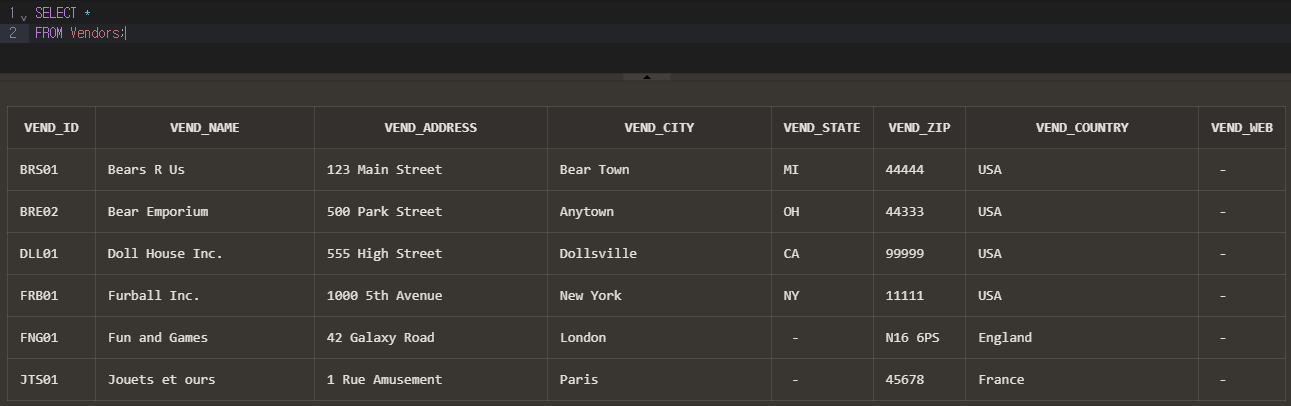 1 SELECT *
2 FROM Vendors;
VEND_ID VEND_NAME VEND_ADDRESS VEND_CITY VEND_STATE VEND_ZIP VEND_COUNTRY VEND_WEB
BRS01 Bears R Us 123 Main Street Bear Town MI 44444 USA -
BRE02 Bear Emporium 500 Park Street Anytown OH 44333 USA -
DLL01 Doll House Inc. 555 High Street Dollsville CA 99999 USA -
FRB01 Furball Inc. 1000 5th Avenue New York NY 11111 USA -
FNG01 Fun and Games 42 Galaxy Road London - N16 6PS England -
JTS01 Jouets et ours 1 Rue Amusement Paris - 45678 France -